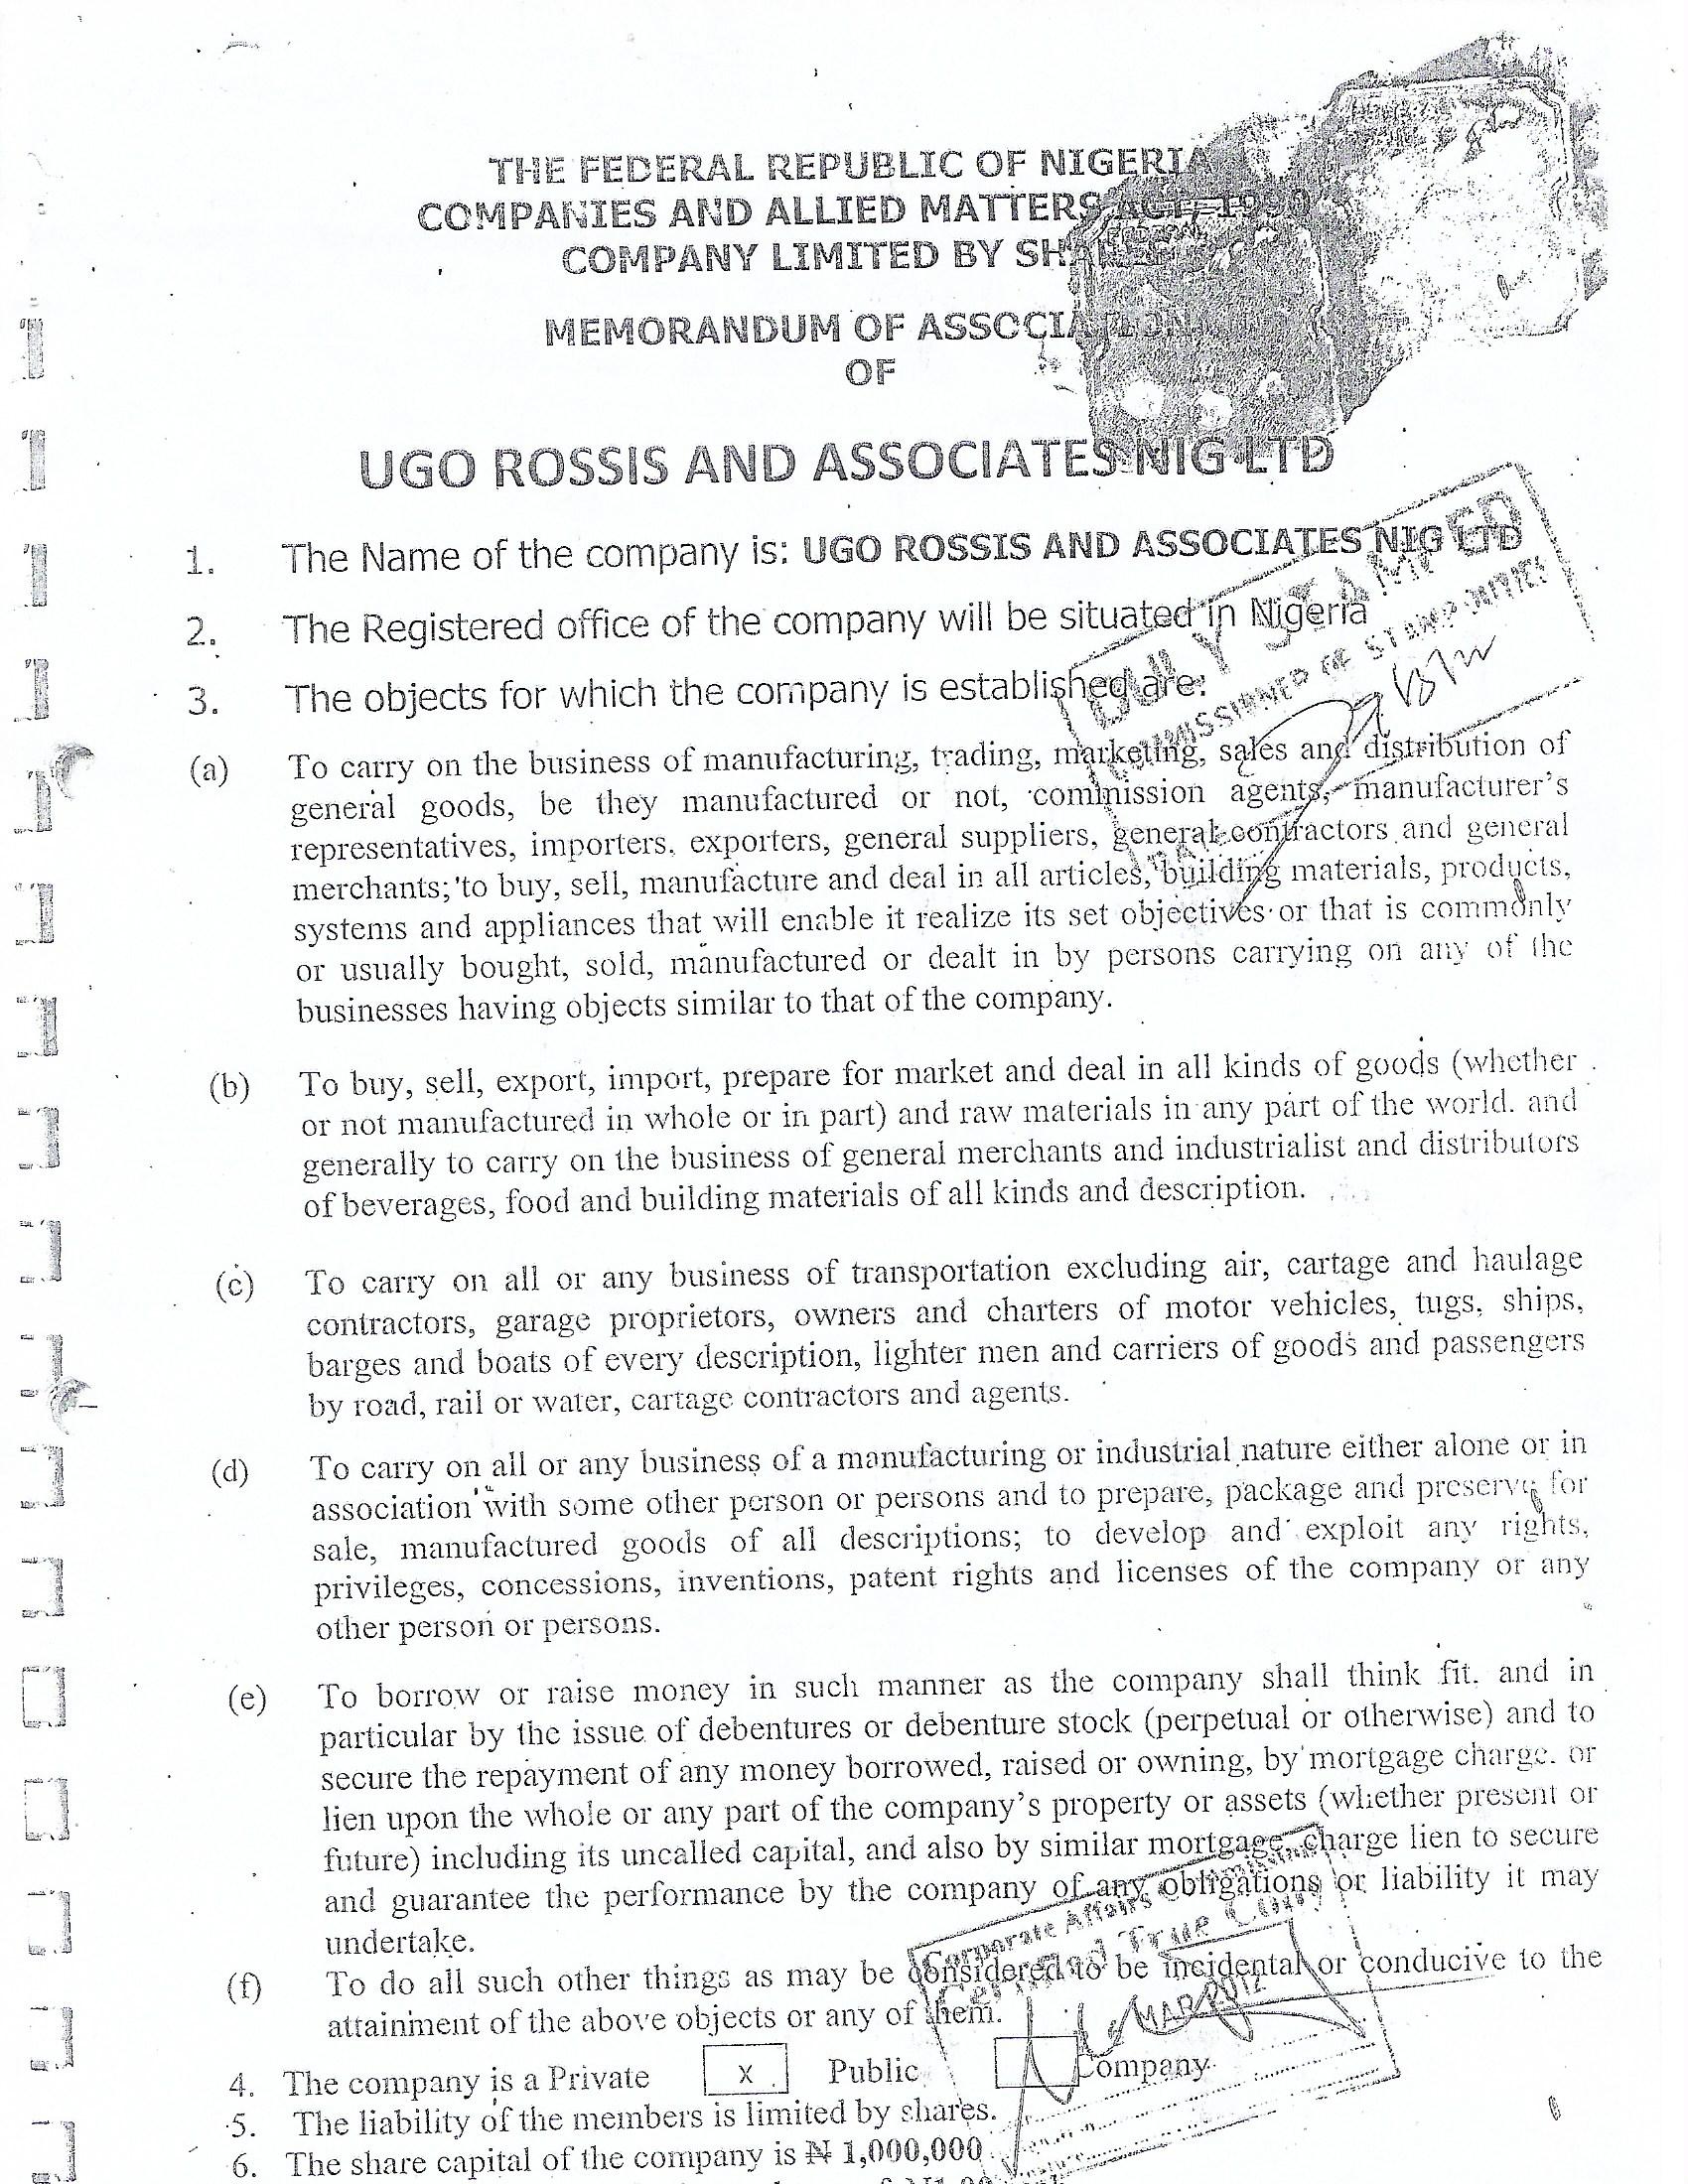 THE FEDERAL REPUBLIC OF NIGERIA
COMPANIES AND ALLIED MATTERS ACT, 1990
COMPANY LIMITED BY SHARES
MEMORANDUM OF ASSOCIATION
OF
UGO ROSSIS AND ASSOCIATES NIG LTD
1. The Name of the company is: UGO ROSSIS AND ASSOCIATES NIG LTD
2. The Registered office of the company will be situated in Nigeria
3. The objects for which the company is established are:
DULY STAMPED
COMMISSIONER OF STAMP DUTIES
(a) To carry on the business of manufacturing, trading, marketing, sales and distribution of
general goods, be they manufactured or not, commission agents, manufacturer's
representatives, importers, exporters, general suppliers, general contractors and general
merchants; to buy, sell, manufacture and deal in all articles, building materials, products,
systems and appliances that will enable it realize its set objectives or that is commonly
or usually bought, sold, manufactured or dealt in by persons carrying on any of the
businesses having objects similar to that of the company.
(b) To buy, sell, export, import, prepare for market and deal in all kinds of goods (whether
or not manufactured in whole or in part) and raw materials in any part of the world. and
generally to carry on the business of general merchants and industrialist and distributors
of beverages, food and building materials of all kinds and description.
(c) To carry on all or any business of transportation excluding air, cartage and haulage
contractors, garage proprietors, owners and charters of motor vehicles, tugs, ships,
barges and boats of every description, lighter men and carriers of goods and passengers
by road, rail or water, cartage contractors and agents.
(d) To carry on all or any business of a manufacturing or industrial nature either alone or in
association with some other person or persons and to prepare, package and preserve for
sale, manufactured goods of all descriptions; to develop and exploit any rights,
privileges, concessions, inventions, patent rights and licenses of the company or any
other person or persons.
(e) To borrow or raise money in such manner as the company shall think fit. and in
particular by the issue of debentures or debenture stock (perpetual or otherwise) and to
secure the repayment of any money borrowed, raised or owning, by mortgage charge. or
lien upon the whole or any part of the company's property or assets (whether present or
future) including its uncalled capital, and also by similar mortgage, charge lien to secure
and guarantee the performance by the company of any obligations or liability it may
undertake.
Corporate Affairs Commission
Certified True Copy
MAR 2012
(f) To do all such other things as may be considered to be incidental or conducive to the
attainment of the above objects or any of them.
4. The company is a Private x Public Company
5. The liability of the members is limited by shares.
6. The share capital of the company is ₦ 1,000,000